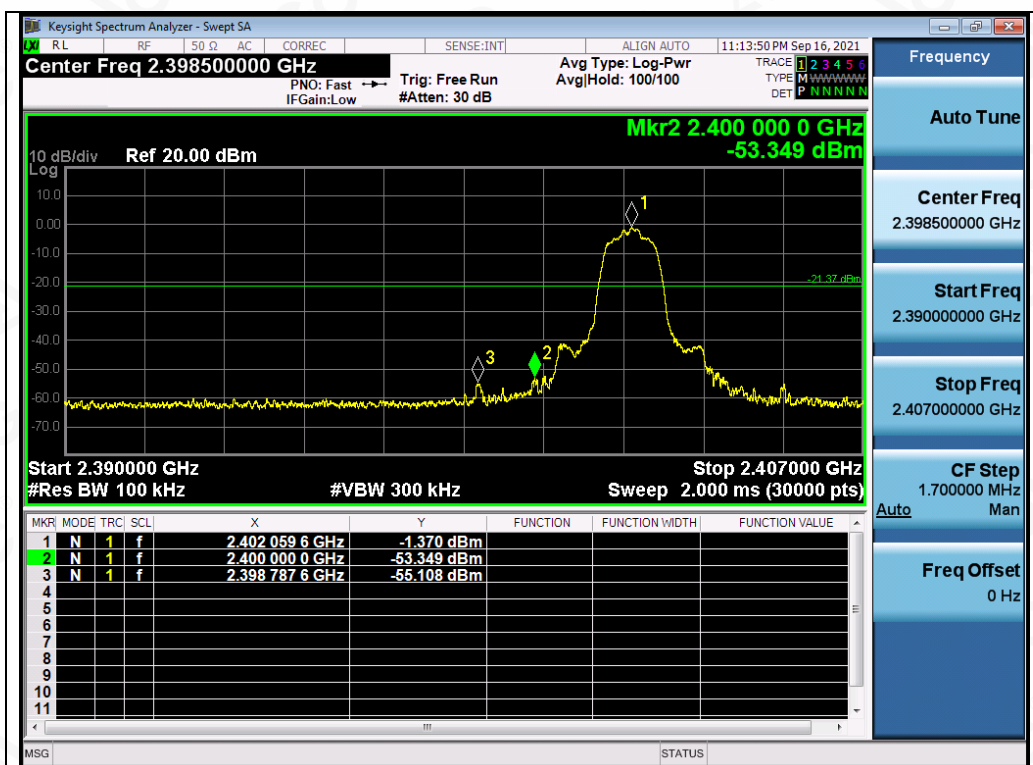 Keysight Spectrum Analyzer - Swept SA
LXI RL RF 50 Ω AC CORREC SENSE:INT ALIGN AUTO 11:13:50 PM Sep 16, 2021
Center Freq 2.398500000 GHz
PNO: Fast
IFGain:Low
Trig: Free Run
#Atten: 30 dB
Avg Type: Log-Pwr
Avg|Hold: 100/100
TRACE 1 2 3 4 5 6
TYPE M W W W W W
DET P N N N N N
Mkr2 2.400 000 0 GHz
-53.349 dBm
10 dB/div Ref 20.00 dBm
Log
10.0
0.00
-10.0
-20.0
-30.0
-40.0
-50.0
-60.0
-70.0
1
-21.37 dBm
2
3
Start 2.390000 GHz Stop 2.407000 GHz
#Res BW 100 kHz #VBW 300 kHz Sweep 2.000 ms (30000 pts)
MKR MODE TRC SCL X Y FUNCTION FUNCTION WIDTH FUNCTION VALUE
1 N 1 f 2.402 059 6 GHz -1.370 dBm
2 N 1 f 2.400 000 0 GHz -53.349 dBm
3 N 1 f 2.398 787 6 GHz -55.108 dBm
4
5
6
7
8
9
10
11
MSG STATUS
Frequency
Auto Tune
Center Freq
2.398500000 GHz
Start Freq
2.390000000 GHz
Stop Freq
2.407000000 GHz
CF Step
1.700000 MHz
Auto Man
Freq Offset
0 Hz